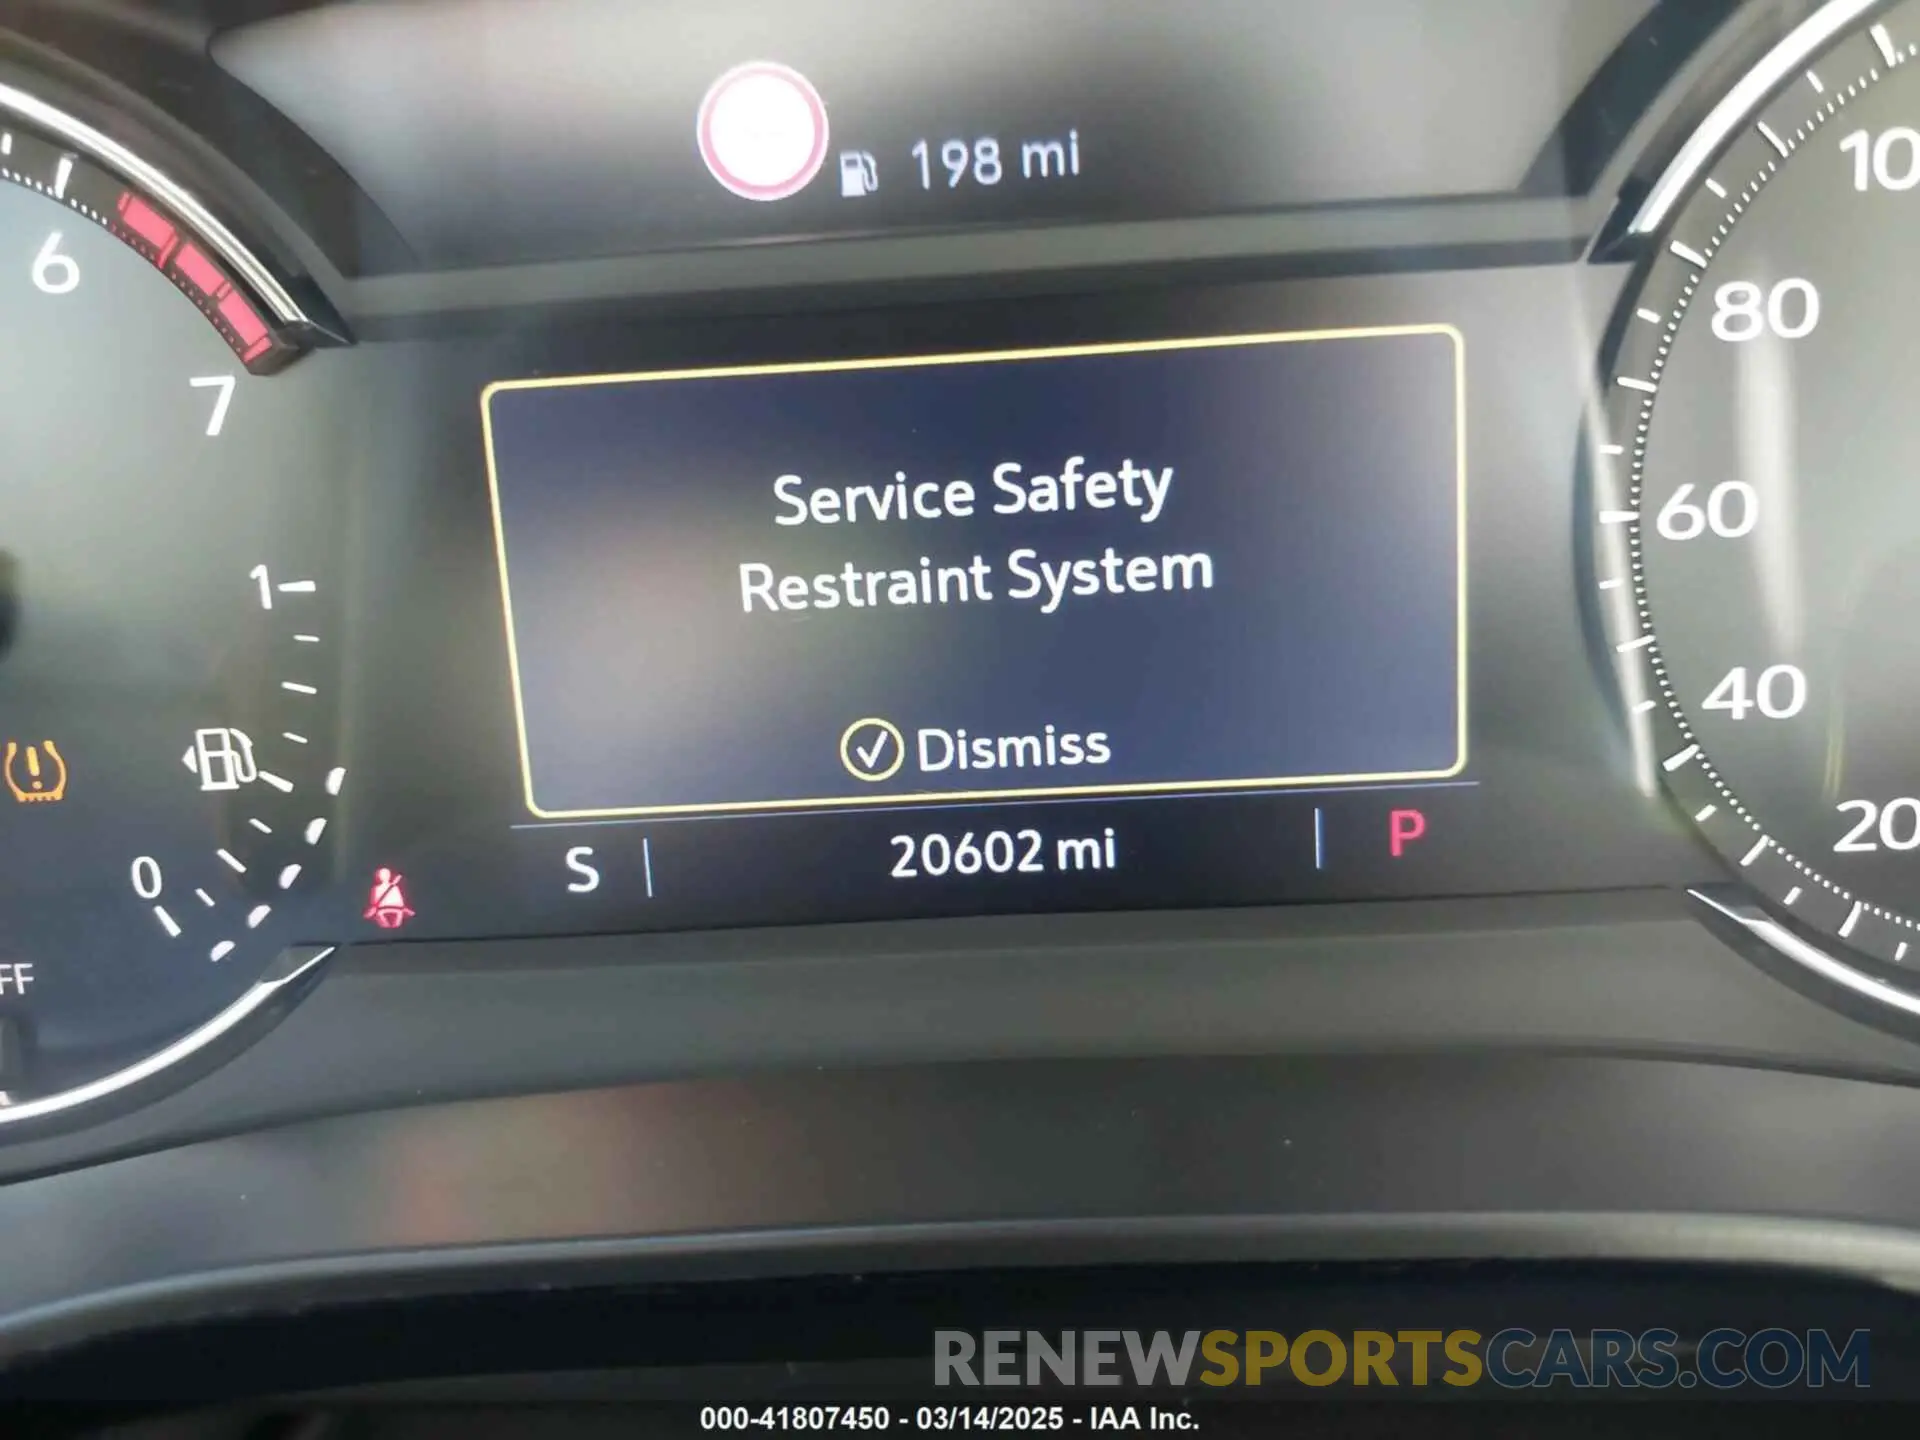 198 mi
10
6
80
7
Service Safety
Restraint System
60
1
40
Dismiss
20
S
20602 mi
P
0
FF
RENEWSPORTSCARS.COM
000-41807450 - 03/14/2025 - IAA Inc.